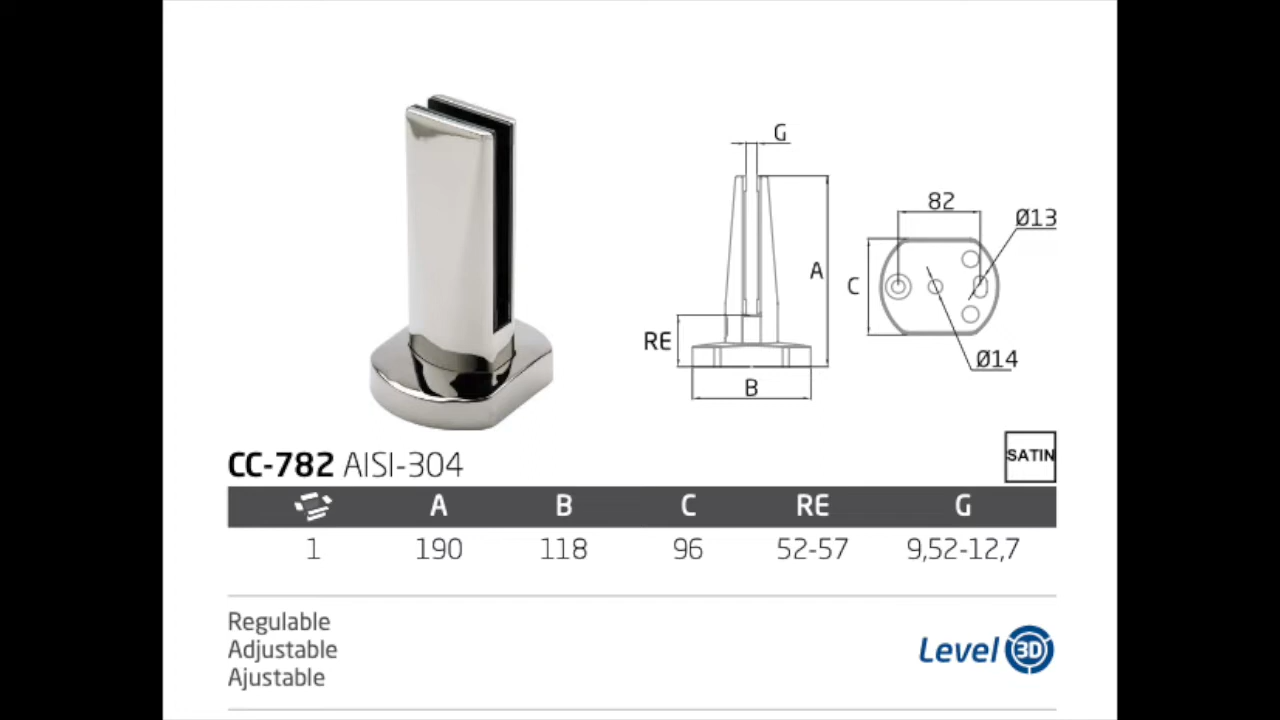 G
82
Ø13
A
C
RE
Ø14
B
CC-782 AISI-304
SATIN
A B C RE G
1 190 118 96 52-57 9,52-12,7
Regulable
Adjustable
Ajustable
Level 3D